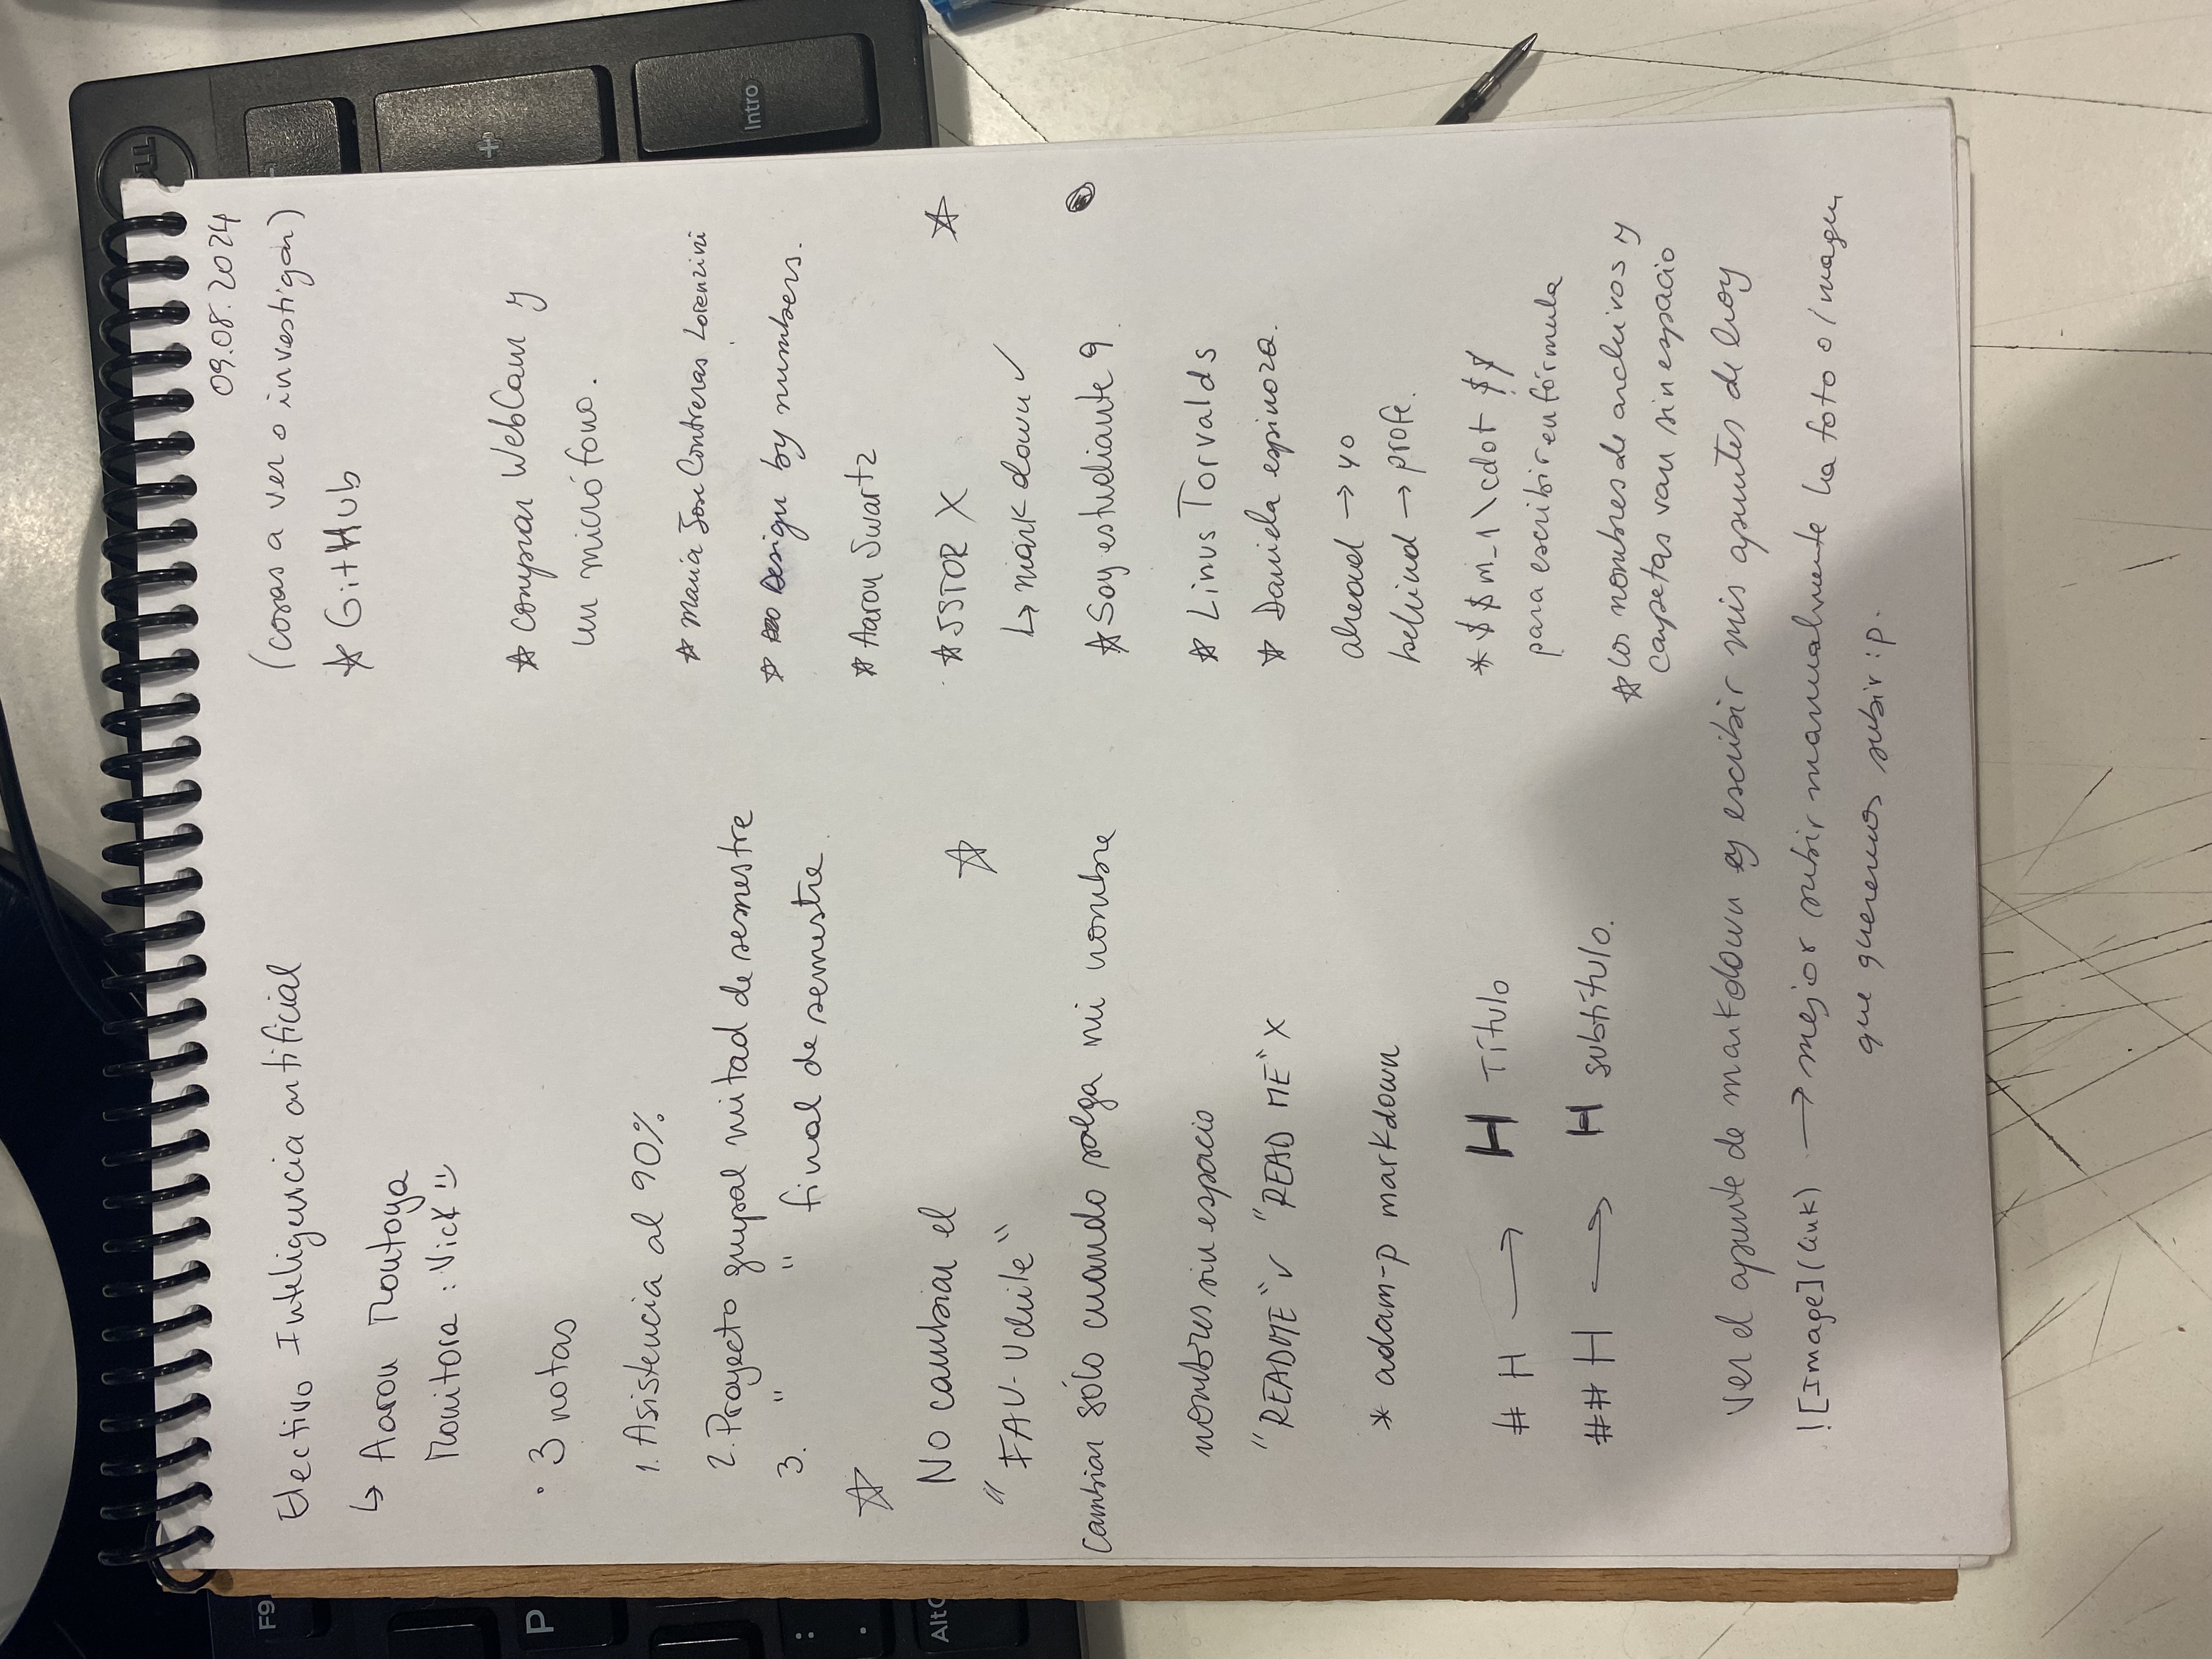 09.08.2024
Electivo Inteligencia artificial
↳ Aaron Montoya
Monitora : Vick
· 3 notas
1. Asistencia al 90%
2. Proyecto grupal mitad de semestre
3. " " final de semestre
☆
No cambiar el
"FAV-Uchile"
☆
Cambiar sólo cuando salga mi nombre
nombres sin espacio
"README" ✓ "READ ME" X
* adam-p markdown
# H ⟶ H Título
## H ⟶ H subtítulo.
(cosas a ver o investigar)
☆ GitHub
☆ comprar WebCam y
un micrófono.
☆ maria Jose Contreras Lorenzini
☆ Design by numbers.
☆ Aaron Swartz
☆ JSTOR X
☆
↳ markdown ✓
☆ Soy estudiante 9
☆ Linus Torvalds
☆ Daniela espinoza.
ahead → yo
behind → profe.
* $$m_1\cdot $$
para escribir en fórmula
☆ los nombres de archivos y
carpetas van sin espacio
Ver el apunte de markdown y escribir mis apuntes de hoy
![Image](link) ⟶ mejor subir manualmente la foto o imagen
que queremos subir :p.
F9
P
:
.
Alt
+
Intro